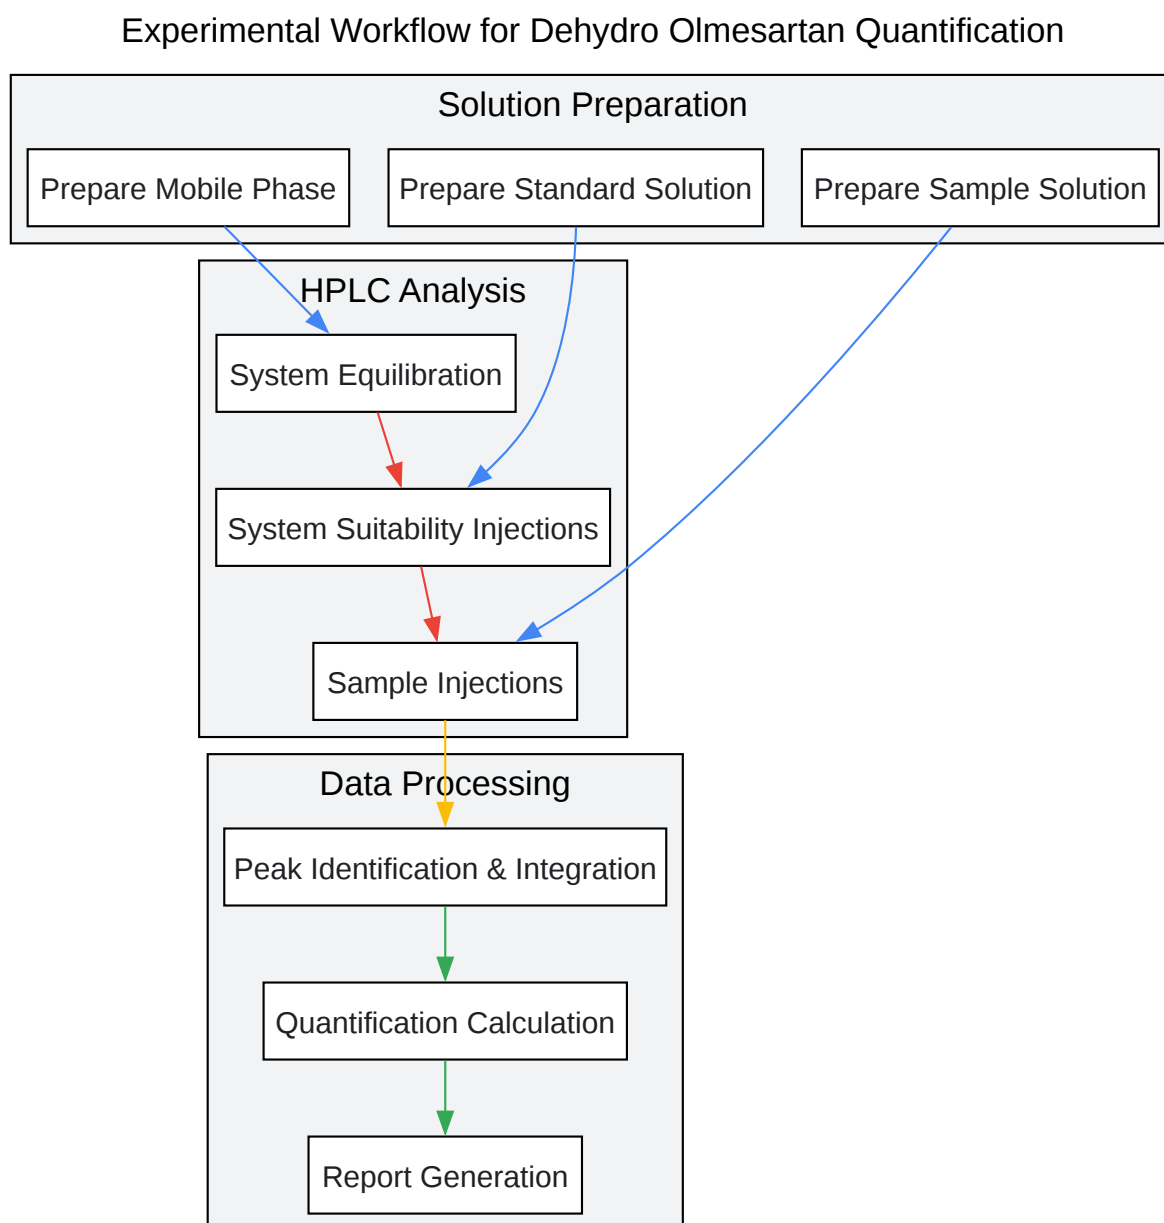 Experimental Workflow for Dehydro Olmesartan Quantification
Solution Preparation
Prepare Mobile Phase
Prepare Standard Solution
Prepare Sample Solution
HPLC Analysis
System Equilibration
System Suitability Injections
Sample Injections
Data Processing
Peak Identification & Integration
Quantification Calculation
Report Generation